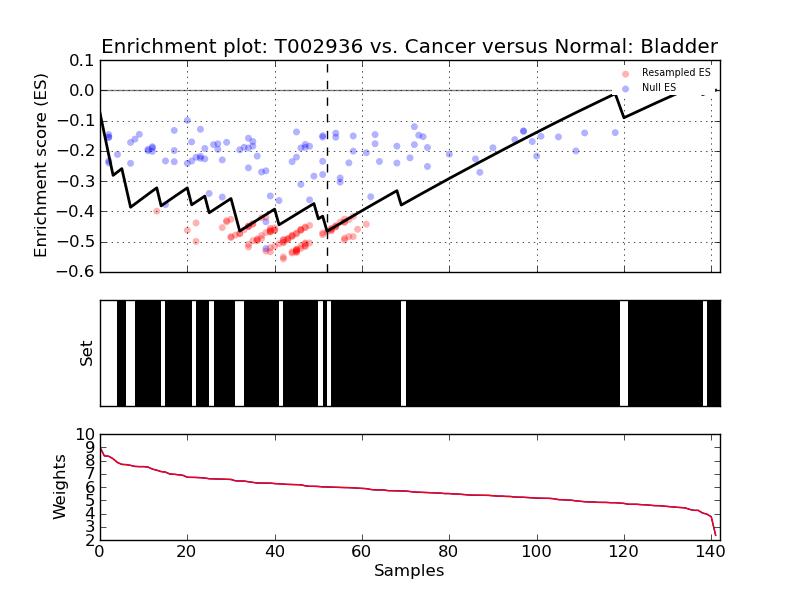 Enrichment plot: T002936 vs. Cancer versus Normal: Bladder
Enrichment score (ES)
0.1
0.0
−0.1
−0.2
−0.3
−0.4
−0.5
−0.6
Resampled ES
Null ES
Set
Weights
10
9
8
7
6
5
4
3
2
0 20 40 60 80 100 120 140
Samples